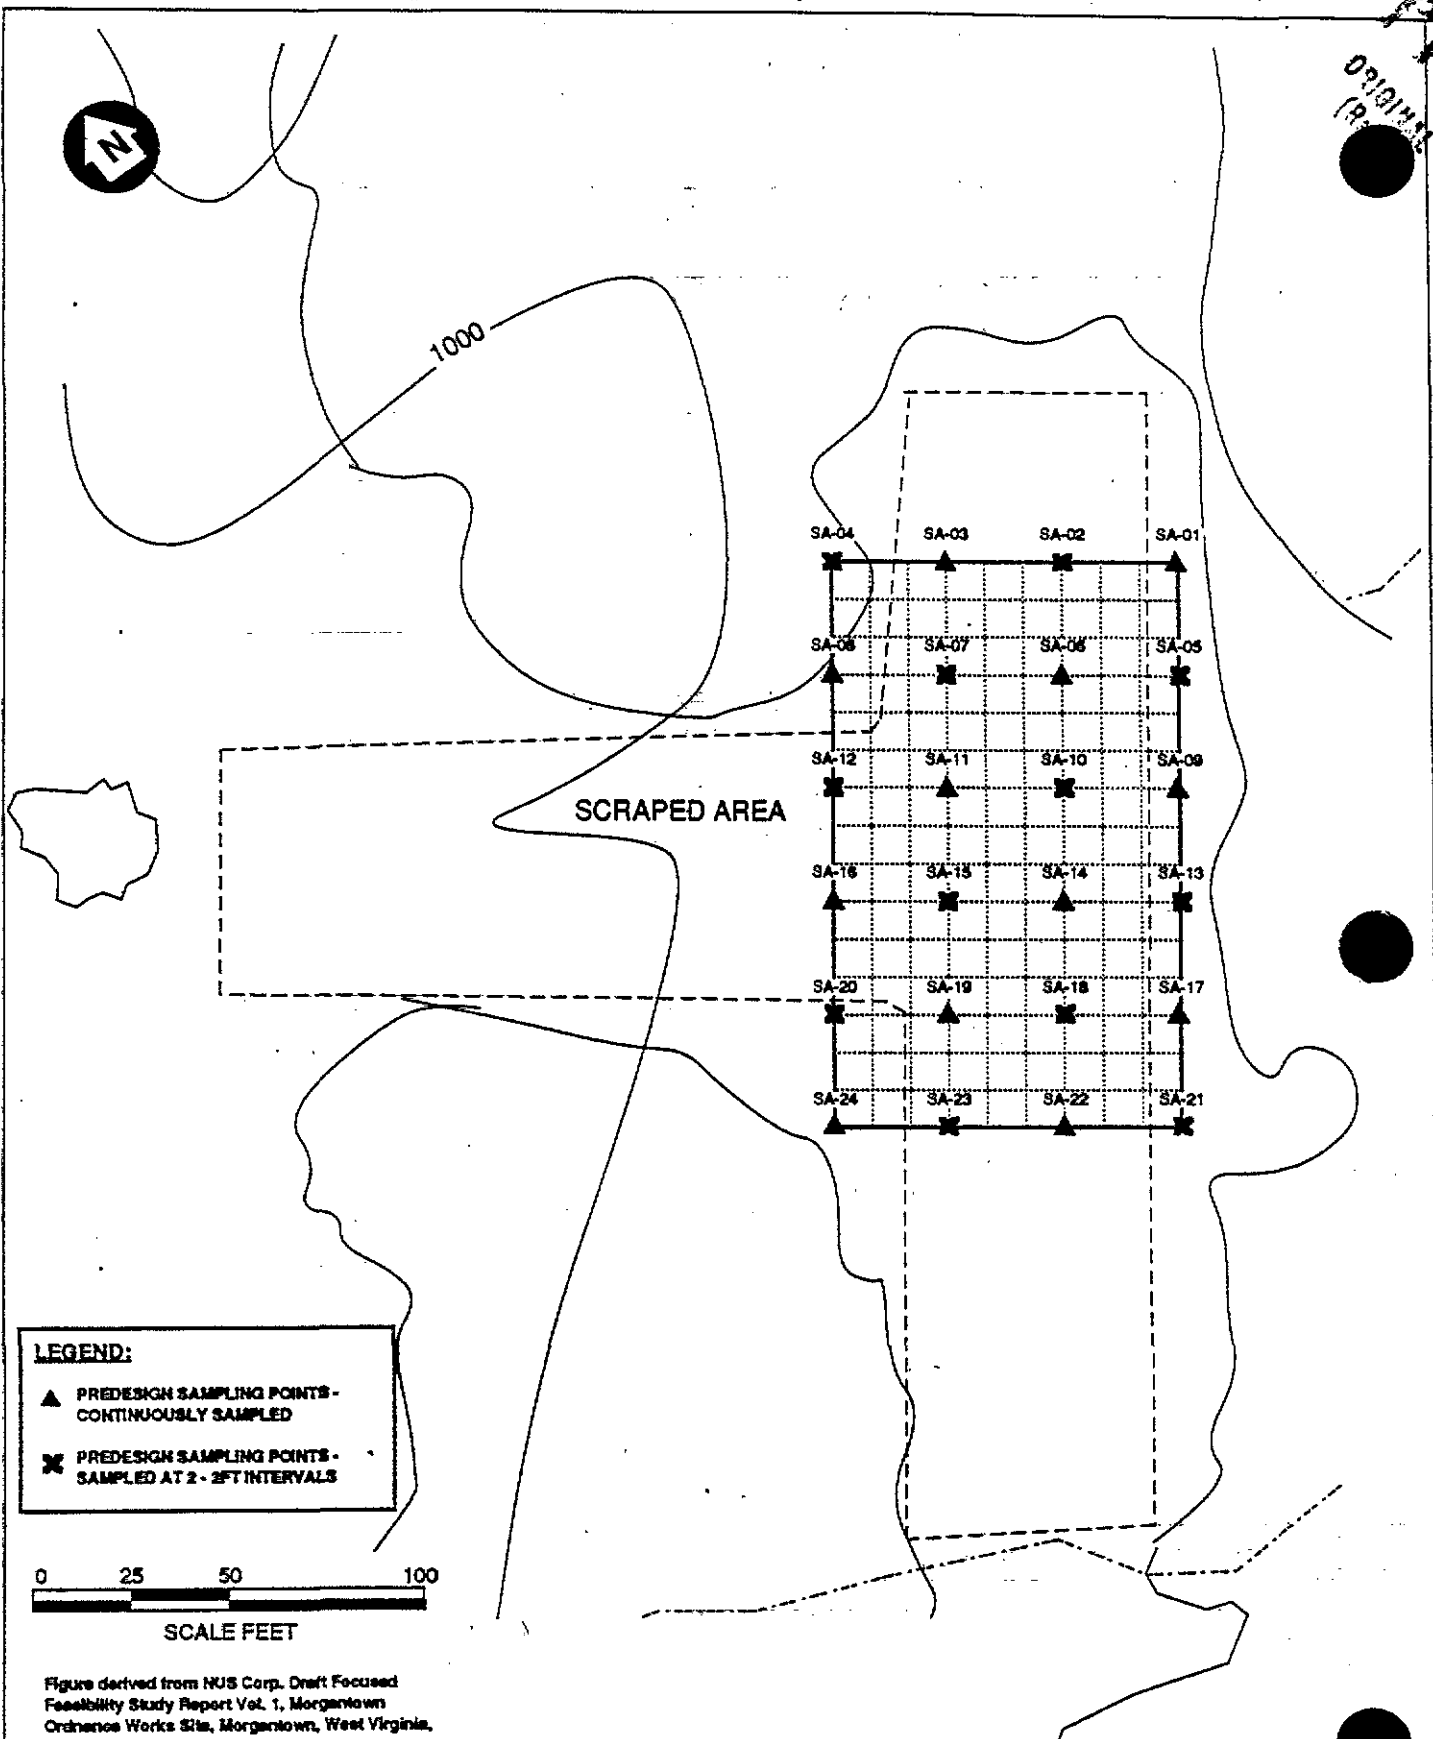 ORIGINAL
N
1000
SA-04 SA-03 SA-02 SA-01
SA-08 SA-07 SA-06 SA-05
SA-12 SA-11 SA-10 SA-09
SCRAPED AREA
SA-16 SA-15 SA-14 SA-13
SA-20 SA-19 SA-18 SA-17
SA-24 SA-23 SA-22 SA-21
LEGEND:
PREDESIGN SAMPLING POINTS -
CONTINUOUSLY SAMPLED
PREDESIGN SAMPLING POINTS -
SAMPLED AT 2 - 2FT INTERVALS
0 25 50 100
SCALE FEET
Figure derived from NUS Corp. Draft Focused
Feasibility Study Report Vol. 1, Morgantown
Ordnance Works Site, Morgantown, West Virginia,